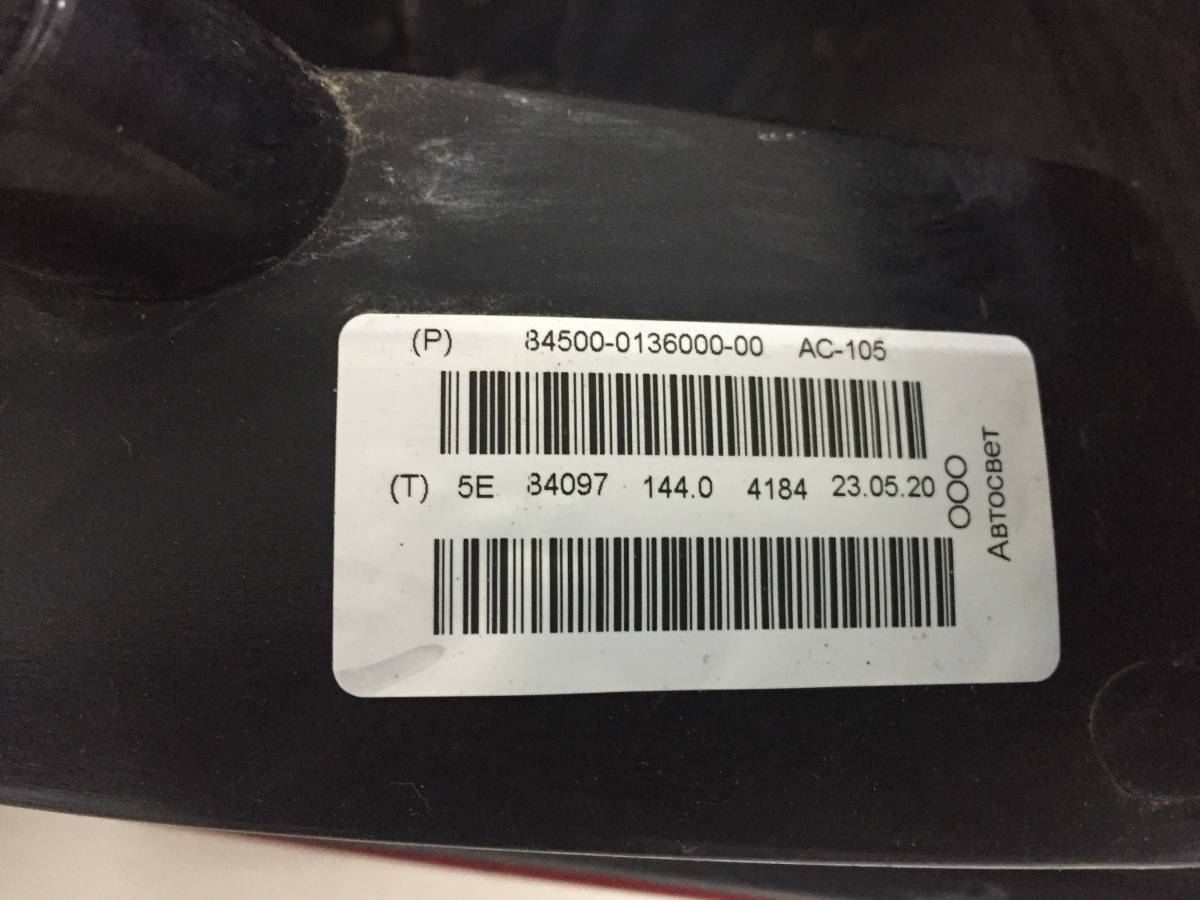 (P) 84500-0136000-00 AC-105
(T) 5E 84097 144.0 4184 23.05.20
ООО
Автосвет